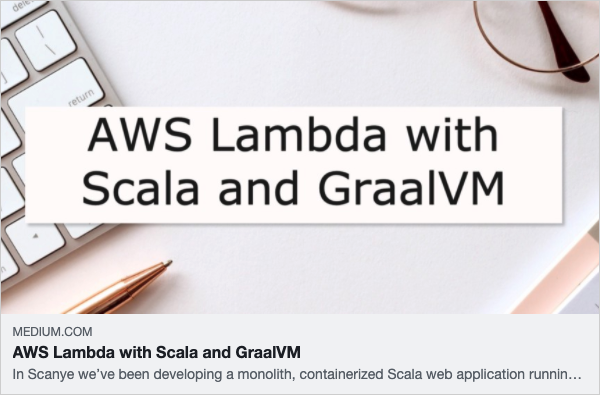 delete
return
AWS Lambda with
Scala and GraalVM
MEDIUM.COM
AWS Lambda with Scala and GraalVM
In Scanye we've been developing a monolith, containerized Scala web application runnin…